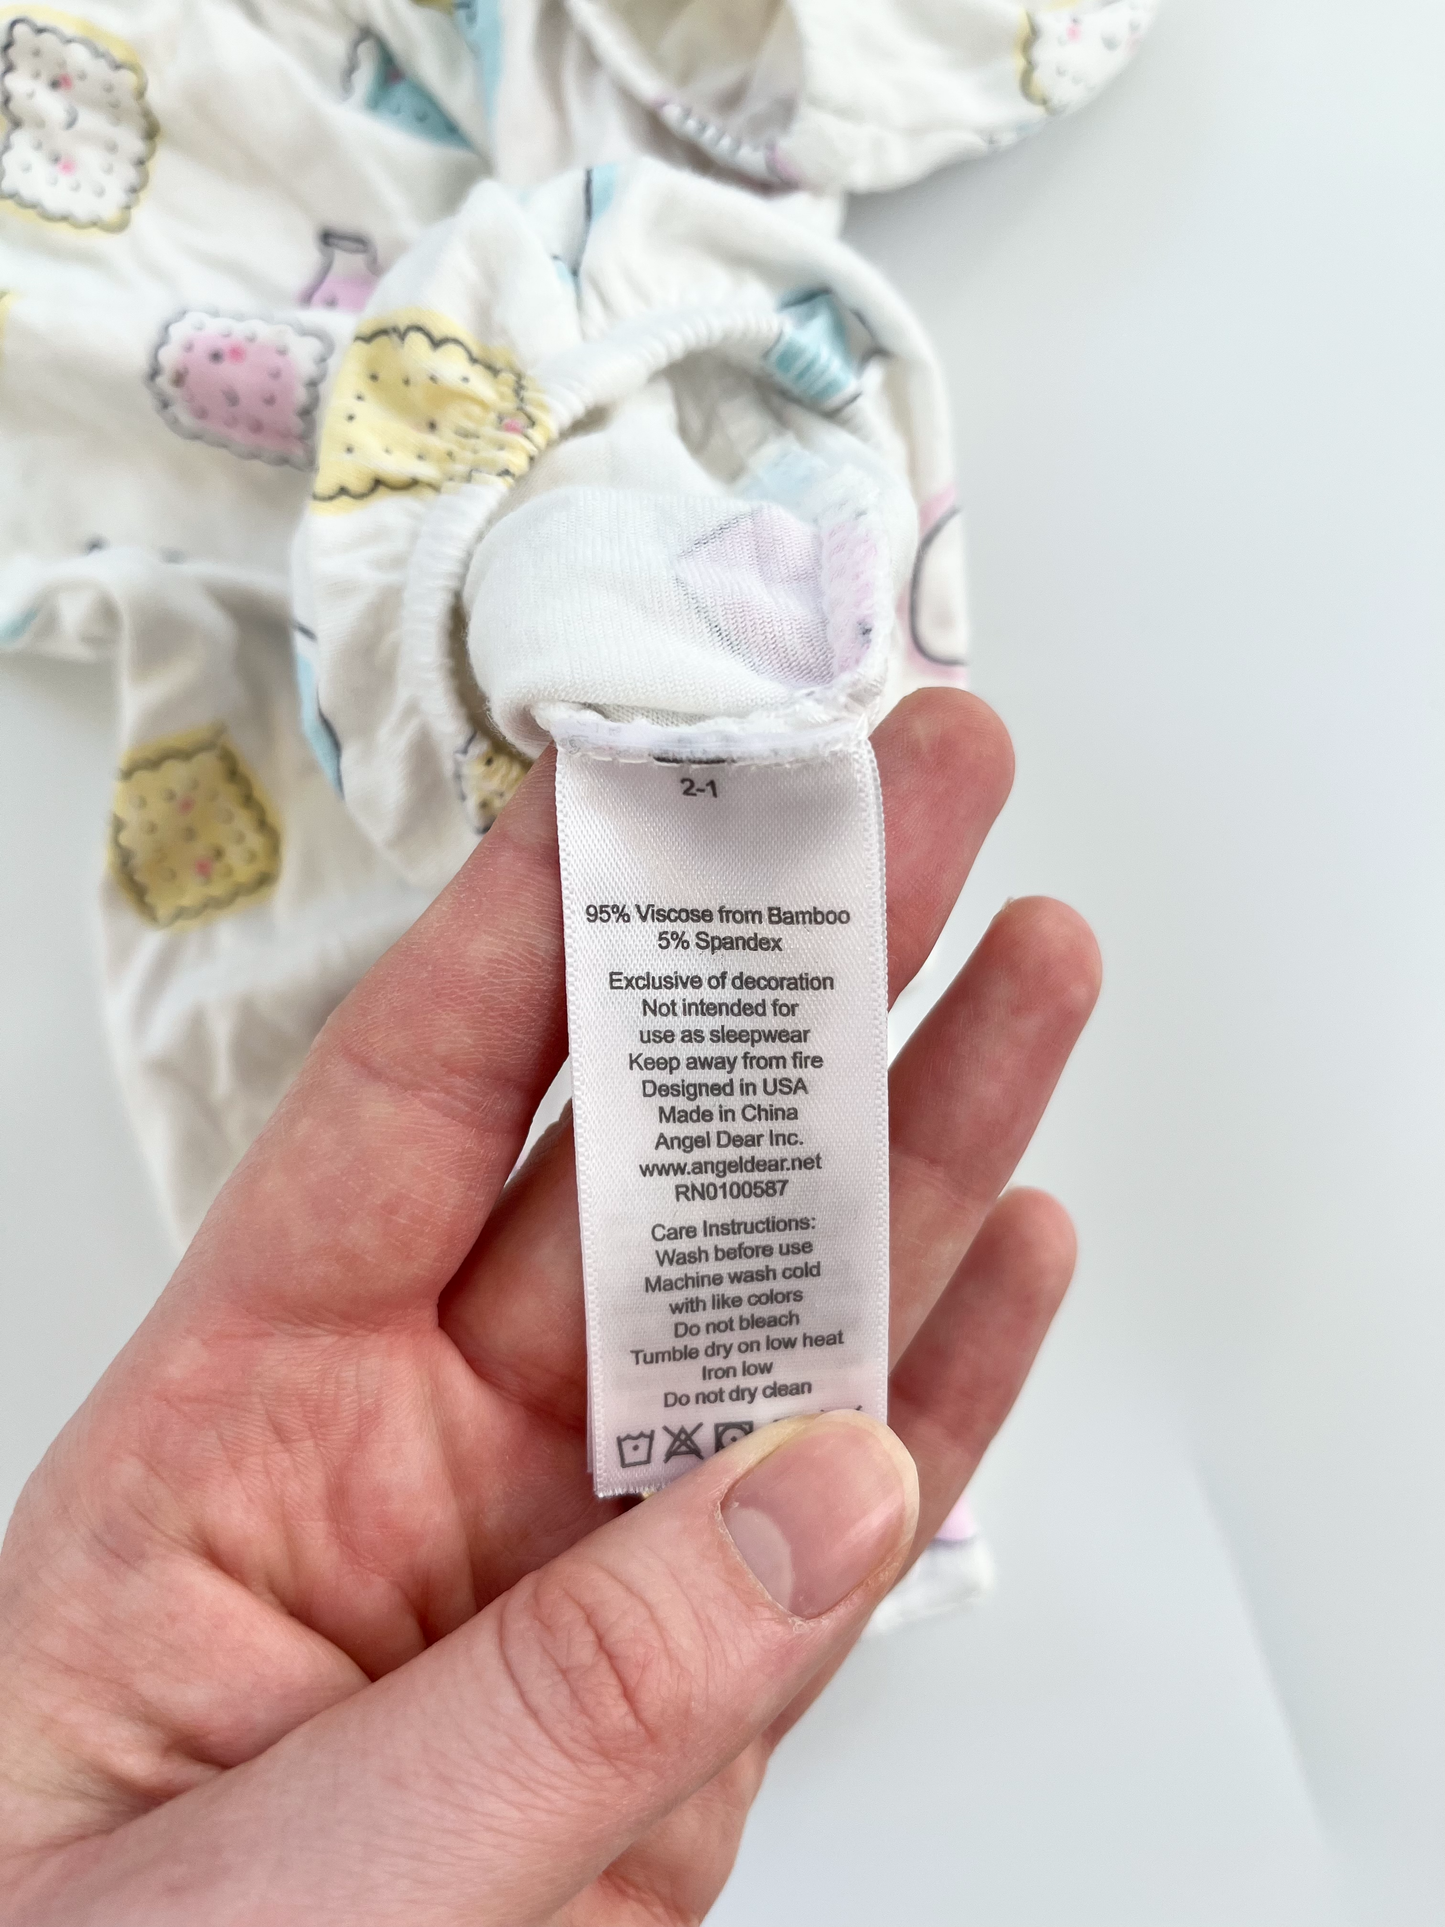 2-1
95% Viscose from Bamboo
5% Spandex
Exclusive of decoration
Not intended for
use as sleepwear
Keep away from fire
Designed in USA
Made in China
Angel Dear Inc.
www.angeldear.net
RN0100587
Care Instructions:
Wash before use
Machine wash cold
with like colors
Do not bleach
Tumble dry on low heat
Iron low
Do not dry clean